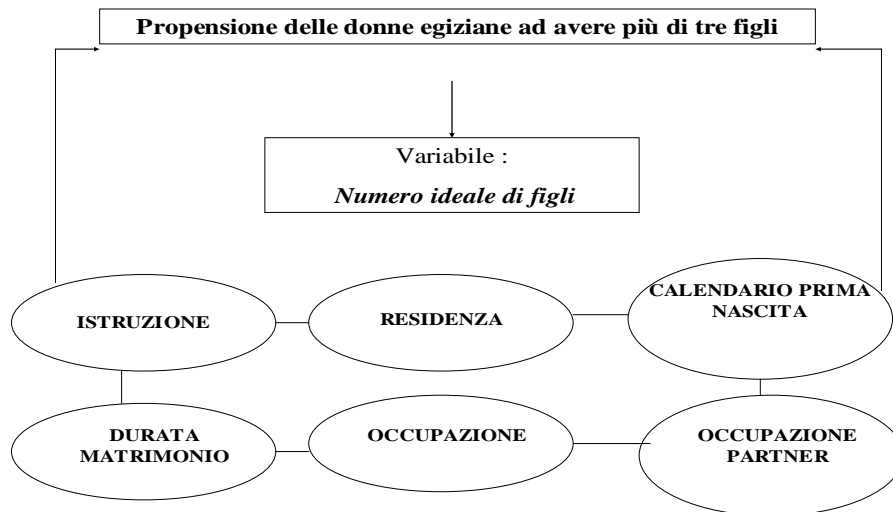 Propensione delle donne egiziane ad avere più di tre figli
Variabile :
Numero ideale di figli
ISTRUZIONE
RESIDENZA
CALENDARIO PRIMA
NASCITA
DURATA
MATRIMONIO
OCCUPAZIONE
OCCUPAZIONE
PARTNER